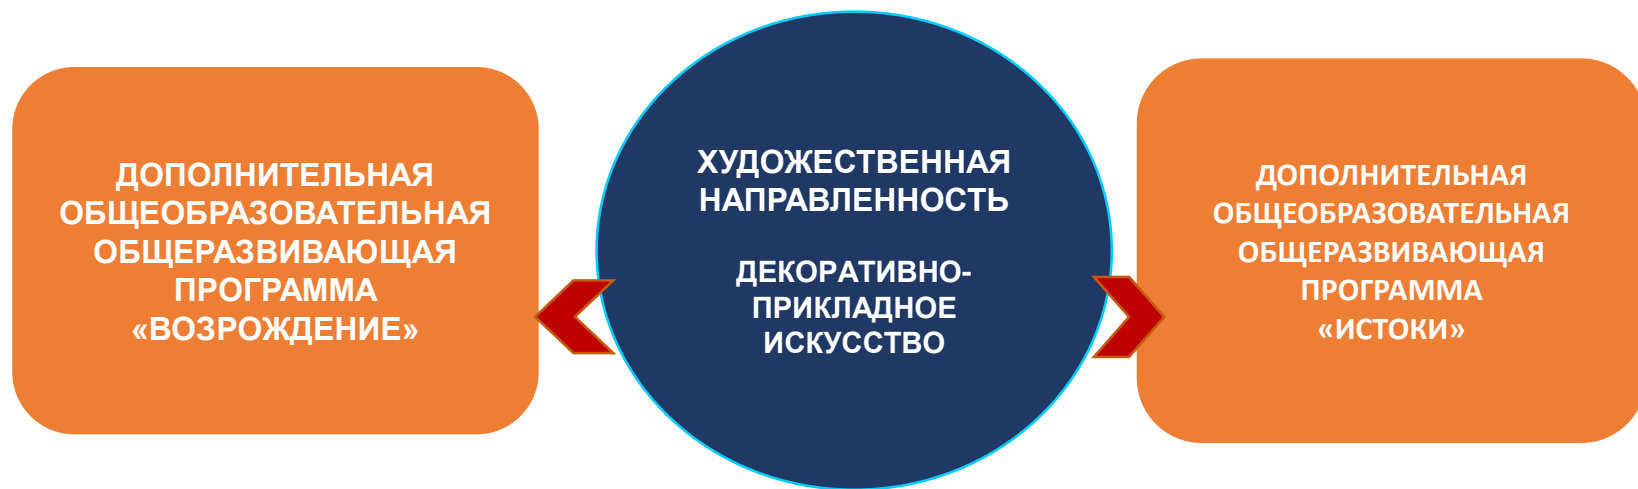 ДОПОЛНИТЕЛЬНАЯ
ОБЩЕОБРАЗОВАТЕЛЬНАЯ
ОБЩЕРАЗВИВАЮЩАЯ
ПРОГРАММА
«ВОЗРОЖДЕНИЕ»
ХУДОЖЕСТВЕННАЯ
НАПРАВЛЕННОСТЬ
ДЕКОРАТИВНО-
ПРИКЛАДНОЕ
ИСКУССТВО
ДОПОЛНИТЕЛЬНАЯ
ОБЩЕОБРАЗОВАТЕЛЬНАЯ
ОБЩЕРАЗВИВАЮЩАЯ
ПРОГРАММА
«ИСТОКИ»